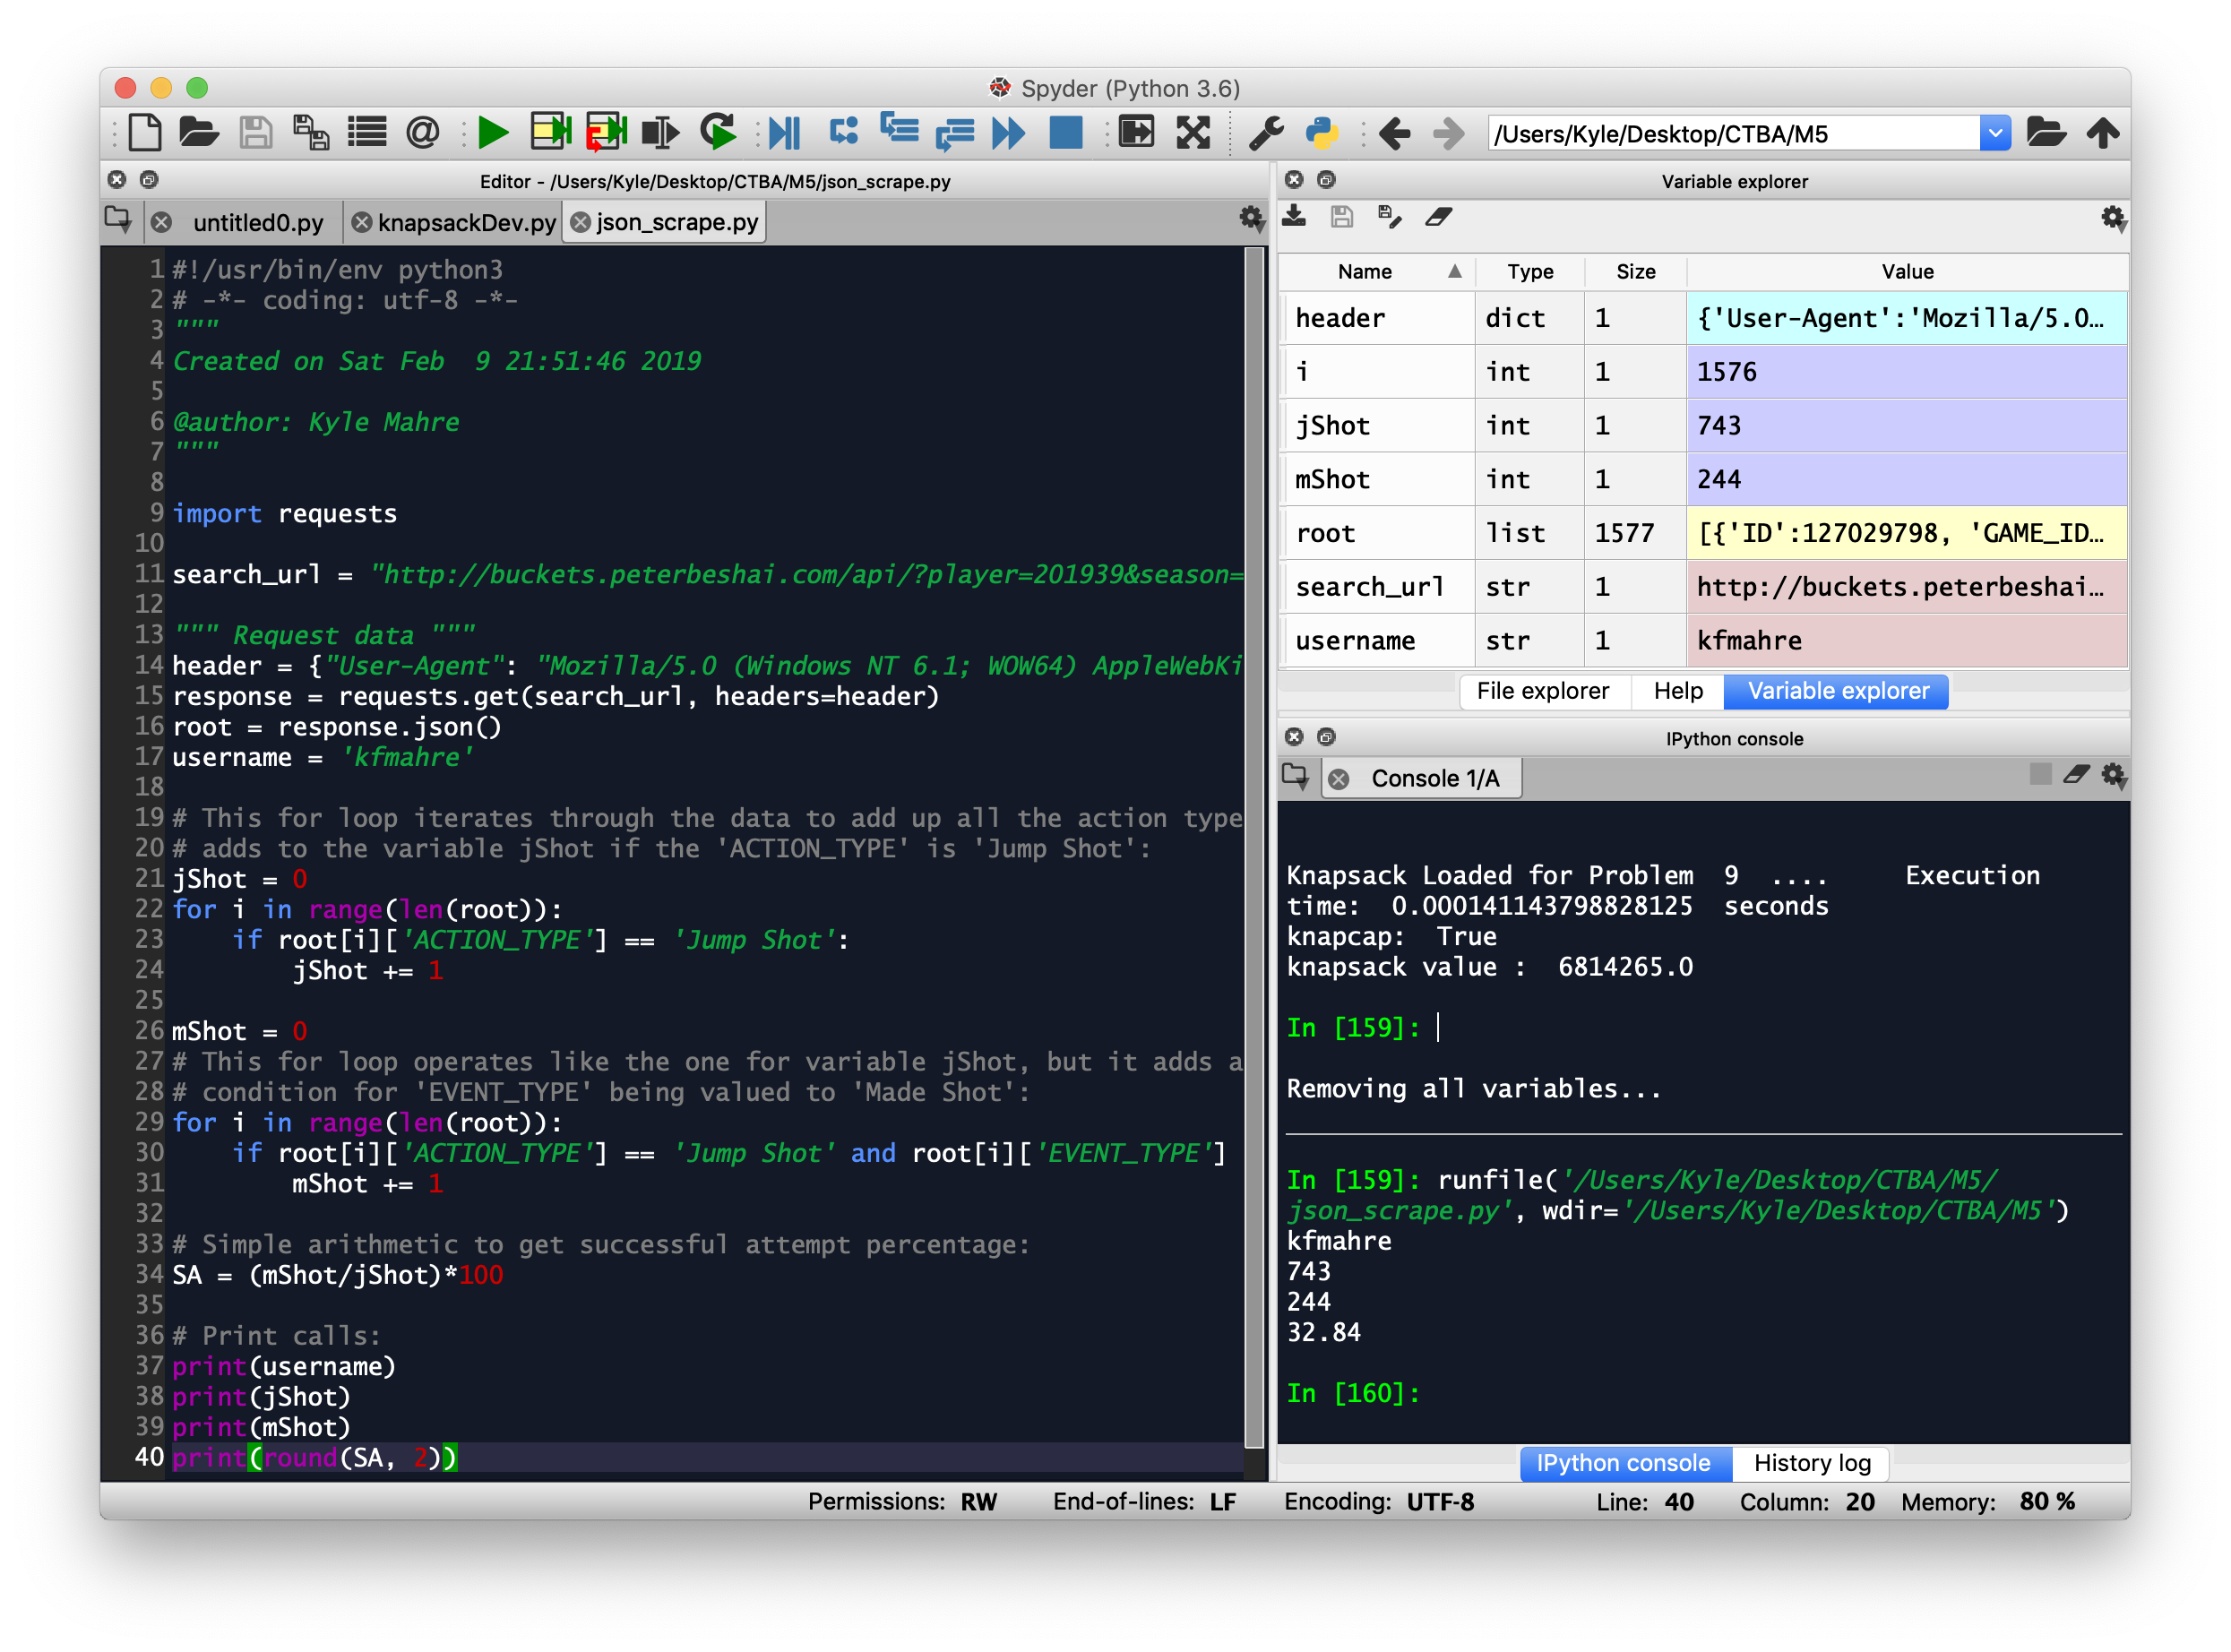 Spyder (Python 3.6)
/Users/Kyle/Desktop/CTBA/M5
Editor - /Users/Kyle/Desktop/CTBA/M5/json_scrape.py
untitled0.py knapsackDev.py json_scrape.py
1 #!/usr/bin/env python3
2 # -*- coding: utf-8 -*-
3 """
4 Created on Sat Feb  9 21:51:46 2019
5
6 @author: Kyle Mahre
7 """
8
9 import requests
10
11 search_url = "http://buckets.peterbeshai.com/api/?player=201939&season=
12
13 """ Request data """
14 header = {"User-Agent": "Mozilla/5.0 (Windows NT 6.1; WOW64) AppleWebKi
15 response = requests.get(search_url, headers=header)
16 root = response.json()
17 username = 'kfmahre'
18
19 # This for loop iterates through the data to add up all the action type
20 # adds to the variable jShot if the 'ACTION_TYPE' is 'Jump Shot':
21 jShot = 0
22 for i in range(len(root)):
23     if root[i]['ACTION_TYPE'] == 'Jump Shot':
24         jShot += 1
25
26 mShot = 0
27 # This for loop operates like the one for variable jShot, but it adds a
28 # condition for 'EVENT_TYPE' being valued to 'Made Shot':
29 for i in range(len(root)):
30     if root[i]['ACTION_TYPE'] == 'Jump Shot' and root[i]['EVENT_TYPE']
31         mShot += 1
32
33 # Simple arithmetic to get successful attempt percentage:
34 SA = (mShot/jShot)*100
35
36 # Print calls:
37 print(username)
38 print(jShot)
39 print(mShot)
40 print(round(SA, 2))
Variable explorer
Name Type Size Value
header dict 1 {'User-Agent':'Mozilla/5.0…
i int 1 1576
jShot int 1 743
mShot int 1 244
root list 1577 [{'ID':127029798, 'GAME_ID…
search_url str 1 http://buckets.peterbeshai…
username str 1 kfmahre
File explorer Help Variable explorer
IPython console
Console 1/A
Knapsack Loaded for Problem  9  ....     Execution
time:  0.000141143798828125  seconds
knapcap:  True
knapsack value :  6814265.0
In [159]:
Removing all variables...
In [159]: runfile('/Users/Kyle/Desktop/CTBA/M5/
json_scrape.py', wdir='/Users/Kyle/Desktop/CTBA/M5')
kfmahre
743
244
32.84
In [160]:
IPython console History log
Permissions: RW End-of-lines: LF Encoding: UTF-8 Line: 40 Column: 20 Memory: 80 %